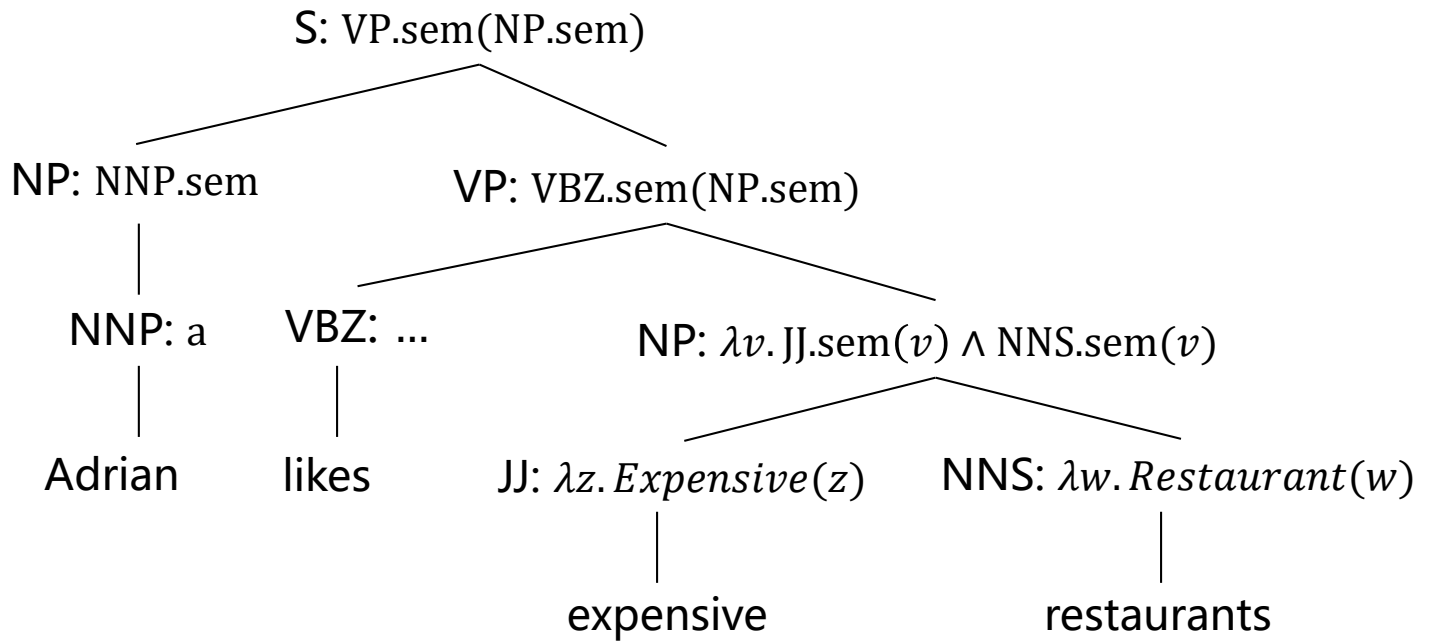 S: VP.sem(NP.sem)
NP: NNP.sem VP: VBZ.sem(NP.sem)
NNP: a VBZ: ... NP: λv. JJ.sem(v) ∧ NNS.sem(v)
Adrian likes JJ: λz. Expensive(z) NNS: λw. Restaurant(w)
expensive restaurants